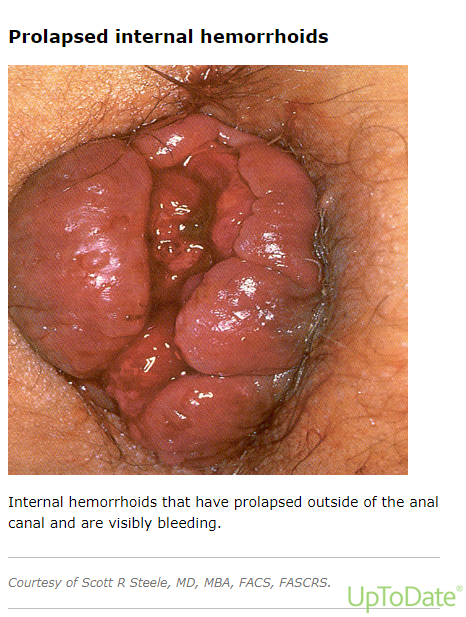 Prolapsed internal hemorrhoids
Internal hemorrhoids that have prolapsed outside of the anal
canal and are visibly bleeding.
Courtesy of Scott R Steele, MD, MBA, FACS, FASCRS.
UpToDate®